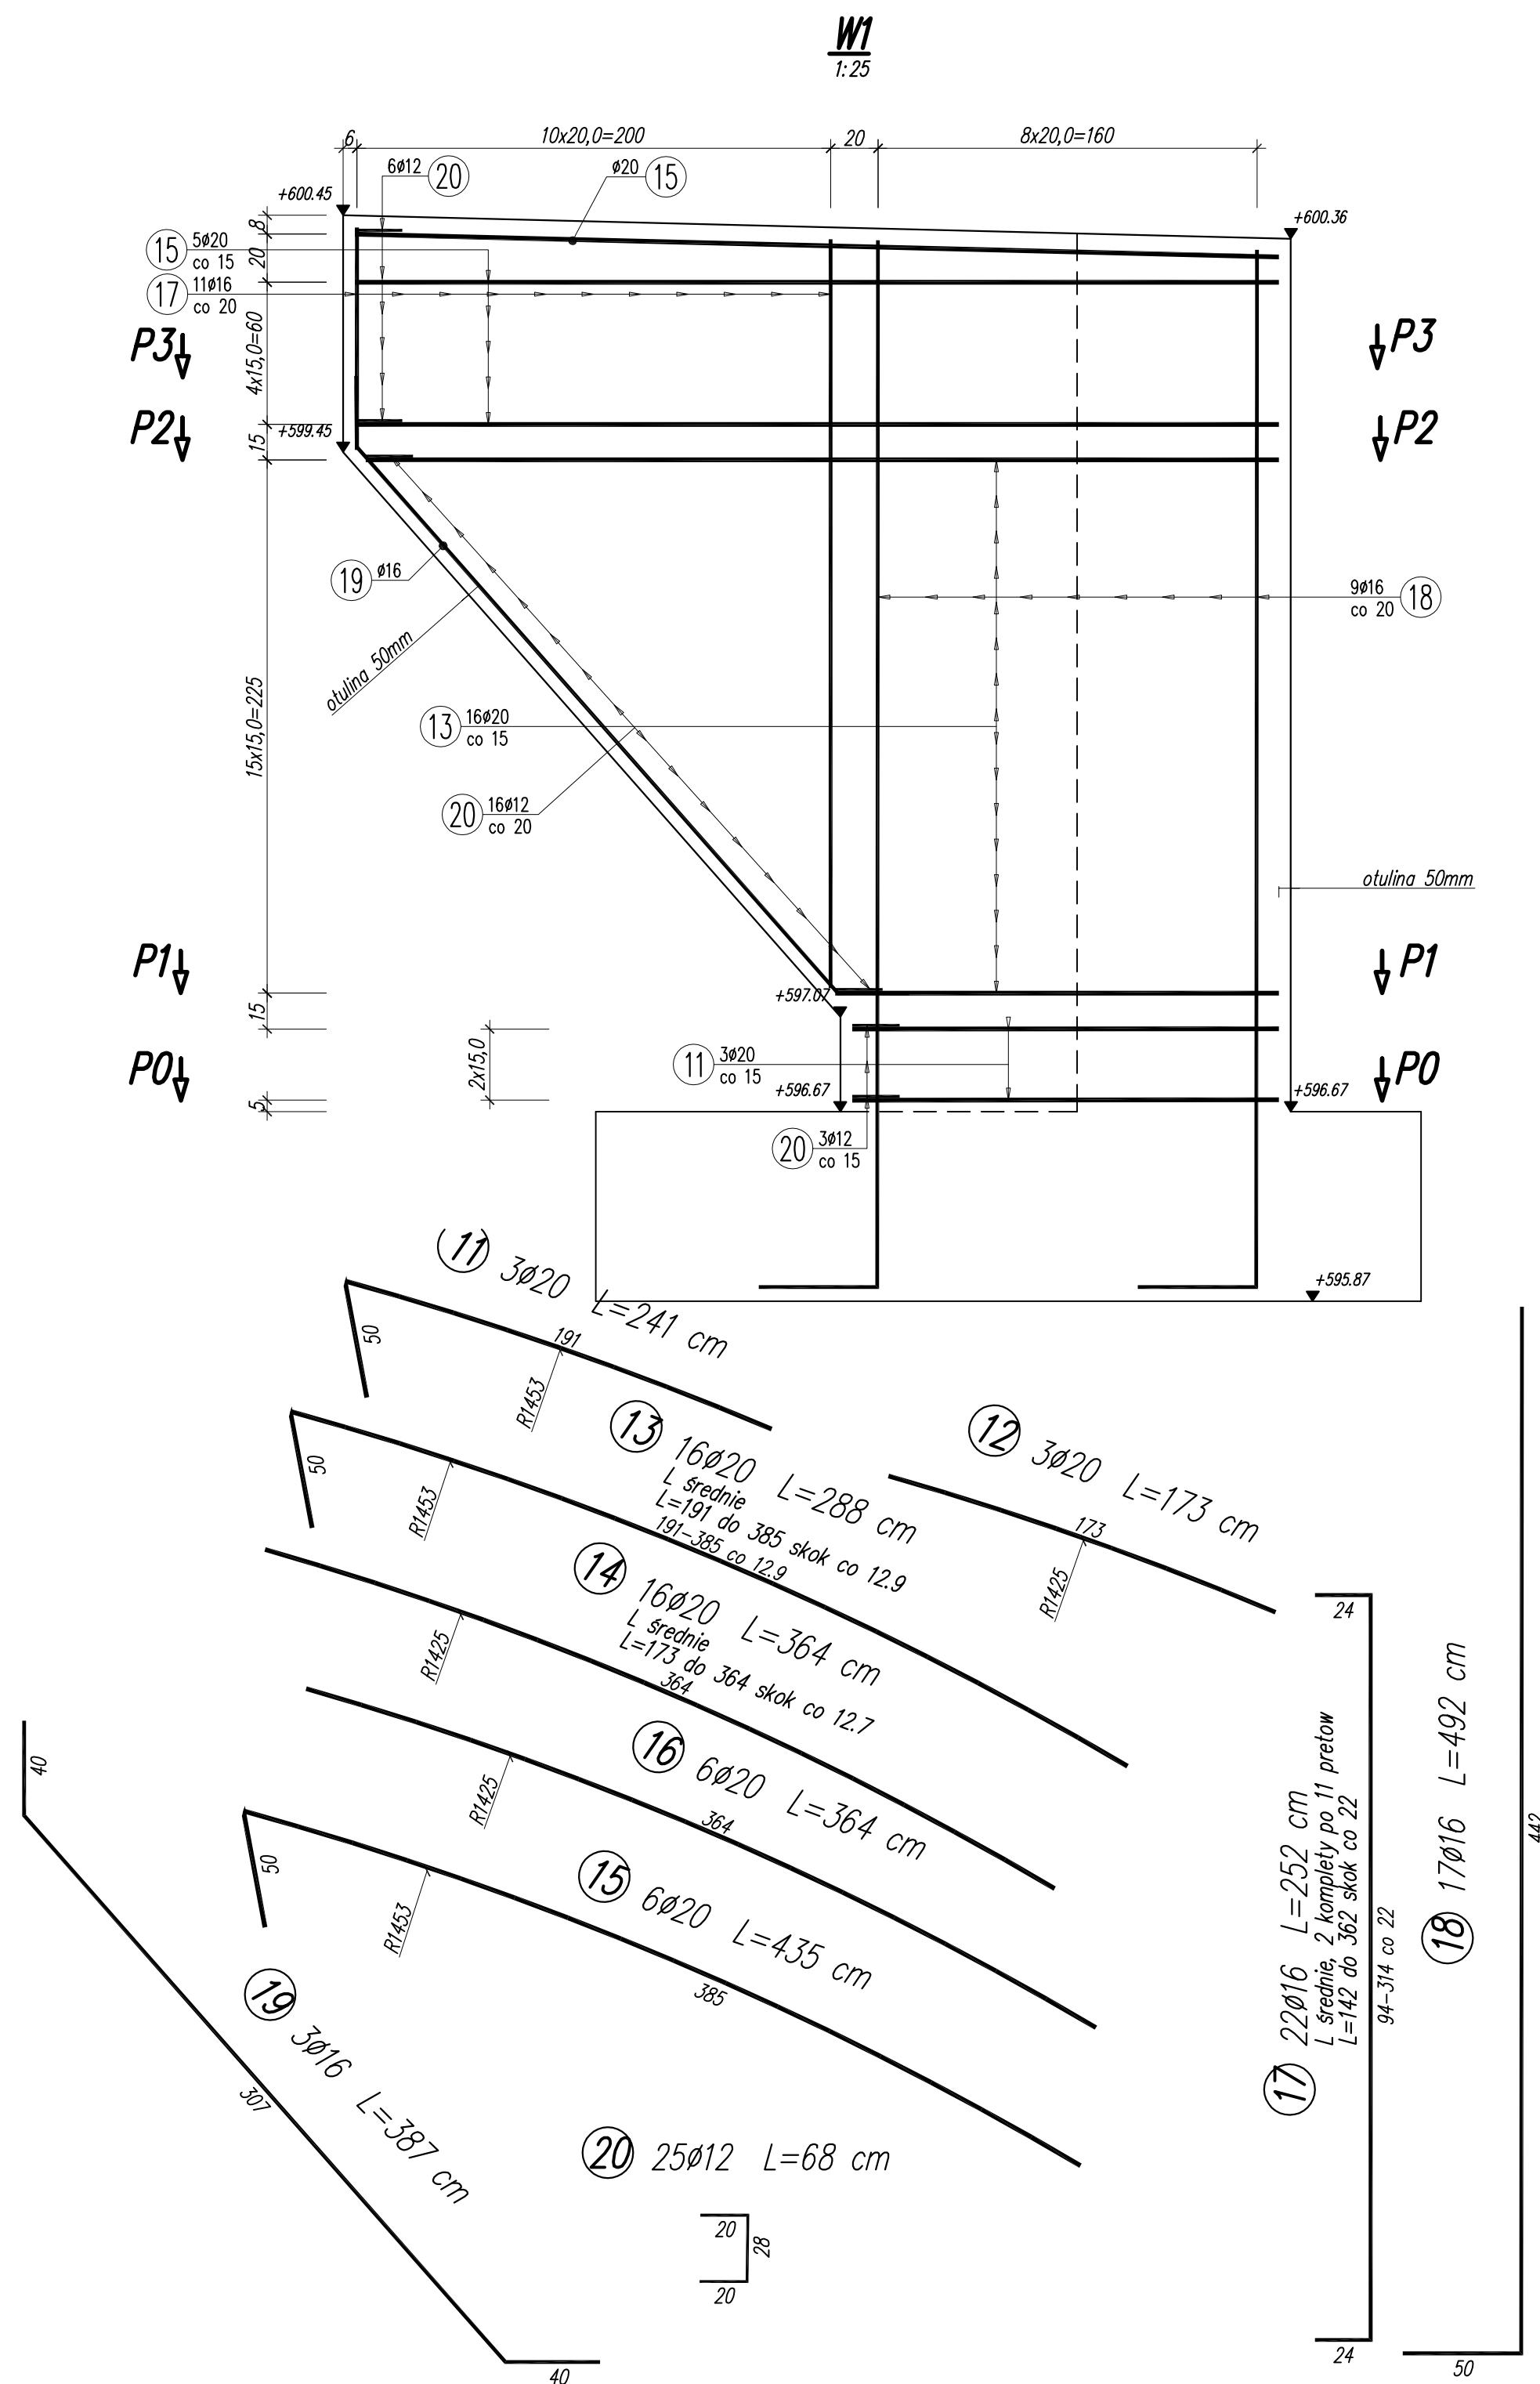 W1
1:25
6
10x20,0=200
20
8x20,0=160
6ø12
20
ø20
15
+600.45
+600.36
8
15
5ø20
co 15
20
17
11ø16
co 20
P3
P3
4x15,0=60
P2
P2
+599.45
15
19
ø16
9ø16
co 20
18
otulina 50mm
15x15,0=225
13
16ø20
co 15
20
16ø12
co 20
otulina 50mm
P1
P1
+597.07
15
2x15,0
11
3ø20
co 15
P0
P0
+596.67
+596.67
5
20
3ø12
co 15
+595.87
11 3ø20 L=241 cm
50
191
R1453
13 16ø20 L=288 cm
L średnie
L=191 do 385 skok co 12.9
191-385 co 12.9
50
R1453
12 3ø20 L=173 cm
173
R1425
14 16ø20 L=364 cm
L średnie
L=173 do 364 skok co 12.7
364
R1425
16 6ø20 L=364 cm
364
R1425
15 6ø20 L=435 cm
385
50
R1453
40
19 3ø16 L=387 cm
307
40
20 25ø12 L=68 cm
20
28
20
24
17 22ø16 L=252 cm
L średnie, 2 komplety po 11 pretow
L=142 do 362 skok co 22
94-314 co 22
24
18 17ø16 L=492 cm
442
50